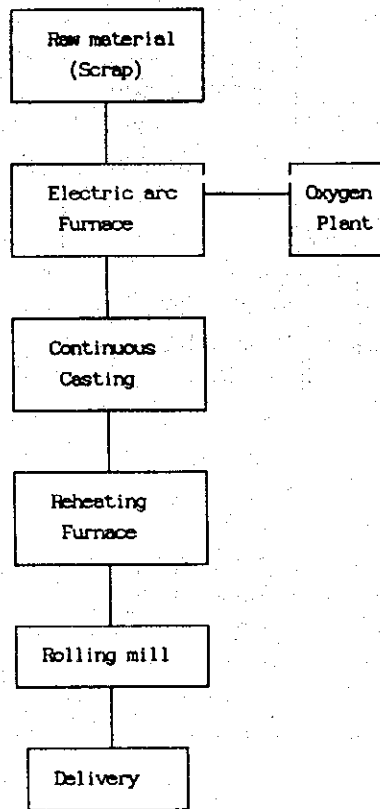 Raw material
(Scrap)
Electric arc
Furnace
Oxygen
Plant
Continuous
Casting
Reheating
Furnace
Rolling mill
Delivery